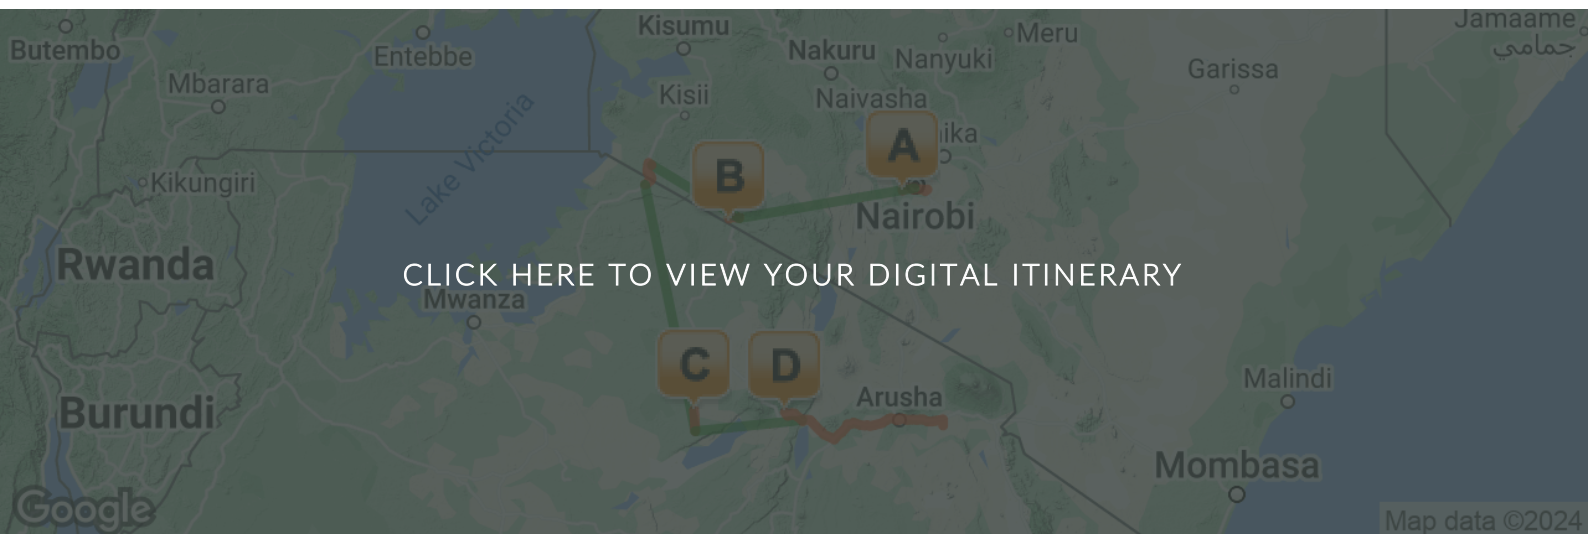 Jamaame
جمامي
Kisumu
Meru
Butembo
Entebbe
Nakuru
Nanyuki
Garissa
Mbarara
Kisii
Naivasha
A
ika
Lake Victoria
B
Kikungiri
Nairobi
Rwanda
CLICK HERE TO VIEW YOUR DIGITAL ITINERARY
Mwanza
C
D
Malindi
Arusha
Burundi
Mombasa
Google
Map data ©2024